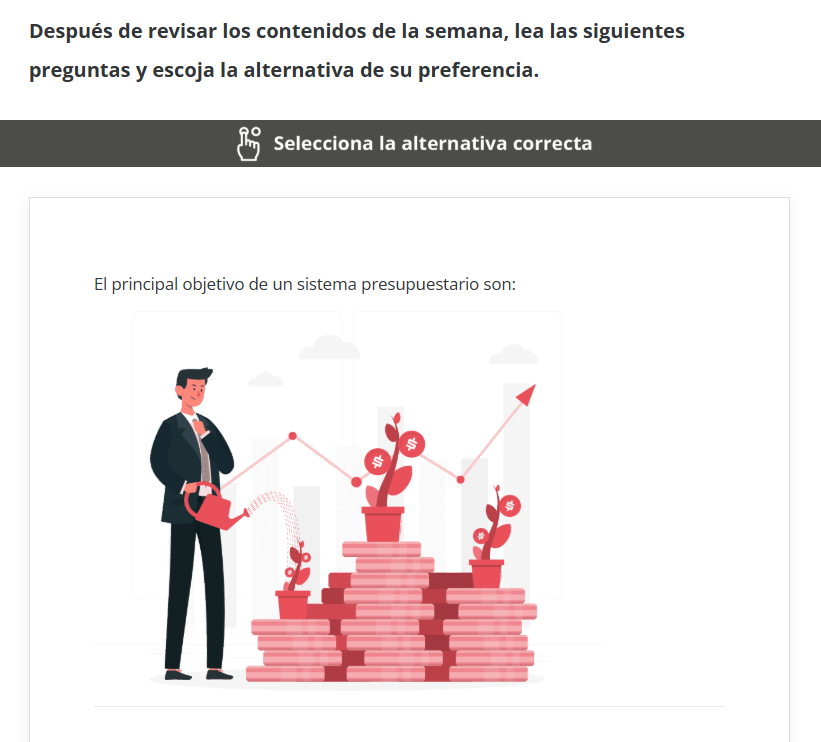 Después de revisar los contenidos de la semana, lea las siguientes
preguntas y escoja la alternativa de su preferencia.
Selecciona la alternativa correcta
El principal objetivo de un sistema presupuestario son:
$
$
$